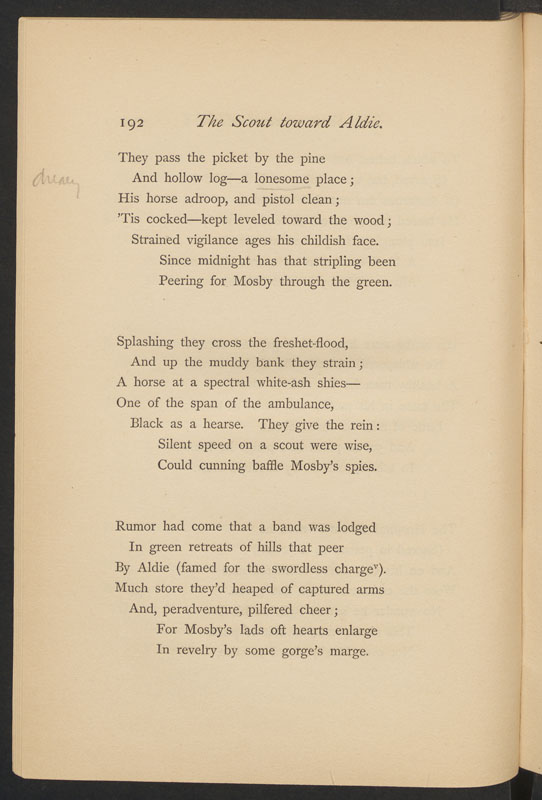 192 The Scout toward Aldie.
They pass the picket by the pine
And hollow log—a lonesome place;
dreary
His horse adroop, and pistol clean;
'Tis cocked—kept leveled toward the wood;
Strained vigilance ages his childish face.
Since midnight has that stripling been
Peering for Mosby through the green.
Splashing they cross the freshet-flood,
And up the muddy bank they strain;
A horse at a spectral white-ash shies—
One of the span of the ambulance,
Black as a hearse. They give the rein:
Silent speed on a scout were wise,
Could cunning baffle Mosby's spies.
Rumor had come that a band was lodged
In green retreats of hills that peer
By Aldie (famed for the swordless chargeᵛ).
Much store they'd heaped of captured arms
And, peradventure, pilfered cheer;
For Mosby's lads oft hearts enlarge
In revelry by some gorge's marge.